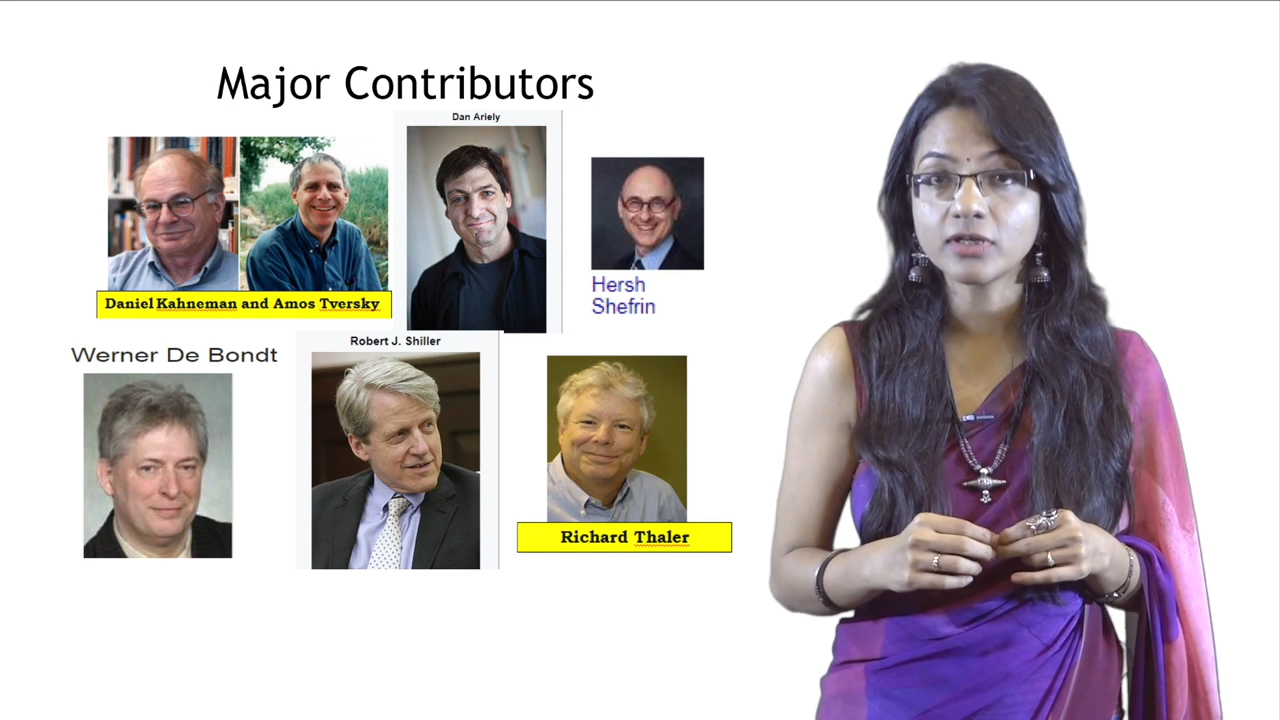 Major Contributors
Dan Ariely
Daniel Kahneman and Amos Tversky
Hersh
Shefrin
Werner De Bondt
Robert J. Shiller
Richard Thaler